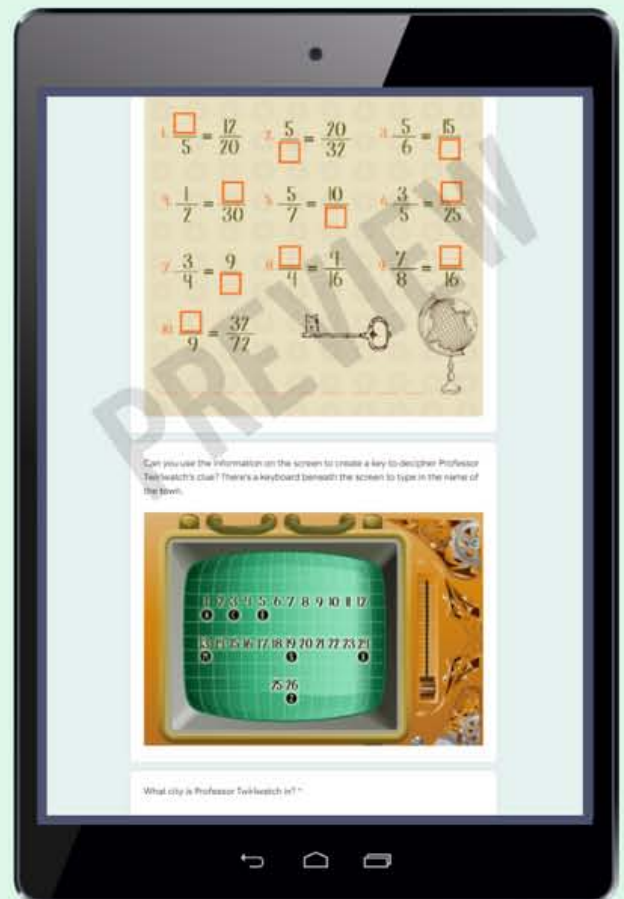 1. □/5 = 12/20 2. 5/□ = 20/32 3. 5/6 = 15/□
4. 1/2 = □/30 5. 5/7 = 10/□ 6. 3/5 = □/25
7. 3/4 = 9/□ 8. □/4 = 4/16 9. 7/8 = □/16
10. □/9 = 32/72
PREVIEW
Can you use the information on the screen to create a key to decipher Professor
Twirlwatch's clue? There's a keyboard beneath the screen to type in the name of
the town.
1 2 3 4 5 6 7 8 9 10 11 12
A C E
13 14 15 16 17 18 19 20 21 22 23 24
M S X
25 26
Z
What city is Professor Twirlwatch in? *